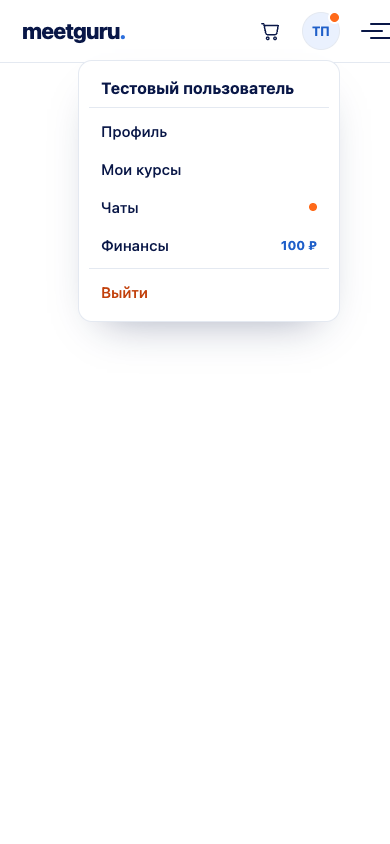 meetguru.
ТП
Тестовый пользователь
Профиль
Мои курсы
Чаты
Финансы 100 ₽
Выйти